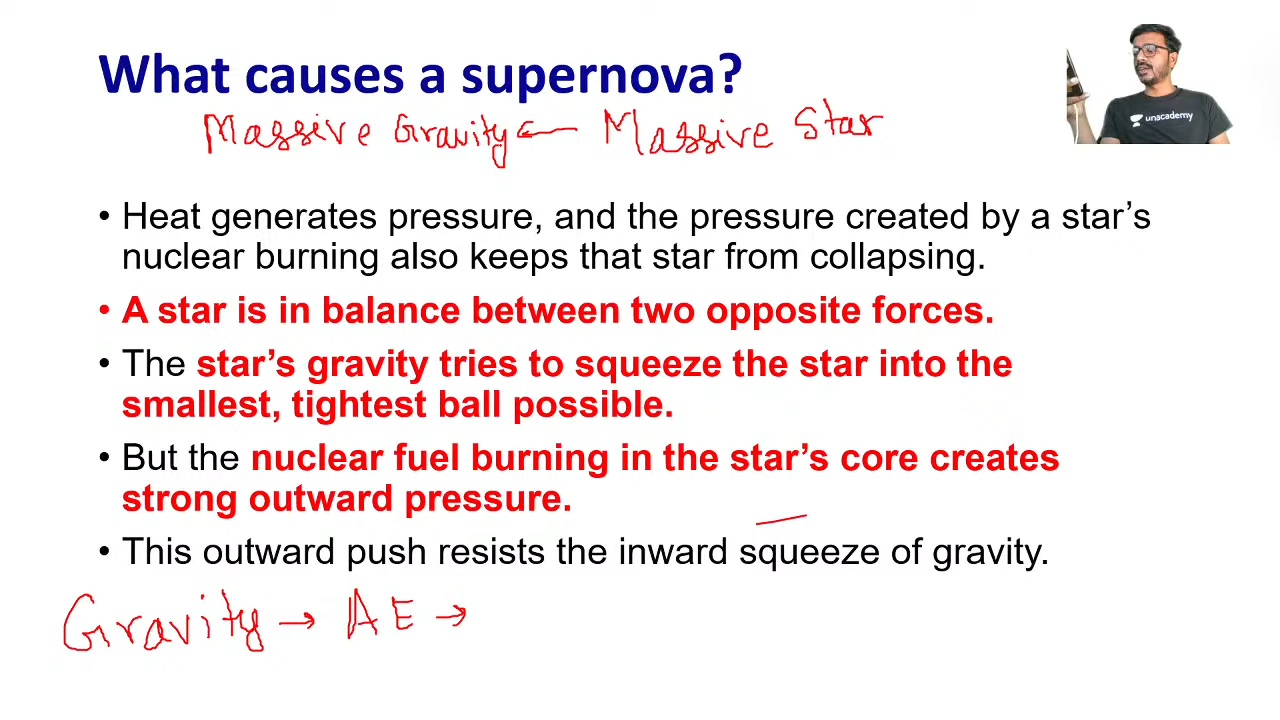 What causes a supernova?
Massive Gravity ← Massive Star
unacademy
• Heat generates pressure, and the pressure created by a star’s
nuclear burning also keeps that star from collapsing.
• A star is in balance between two opposite forces.
• The star’s gravity tries to squeeze the star into the
smallest, tightest ball possible.
• But the nuclear fuel burning in the star’s core creates
strong outward pressure.
• This outward push resists the inward squeeze of gravity.
Gravity → AE →